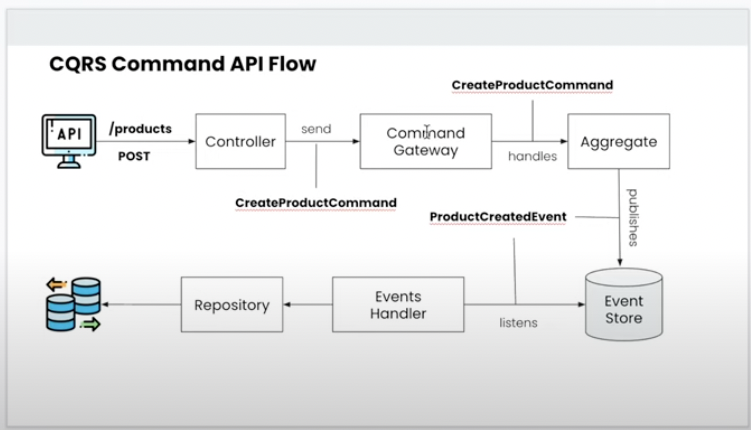 CQRS Command API Flow
CreateProductCommand
API
/products
POST
Controller
send
Command
Gateway
handles
Aggregate
CreateProductCommand
ProductCreatedEvent
publishes
Repository
Events
Handler
listens
Event
Store